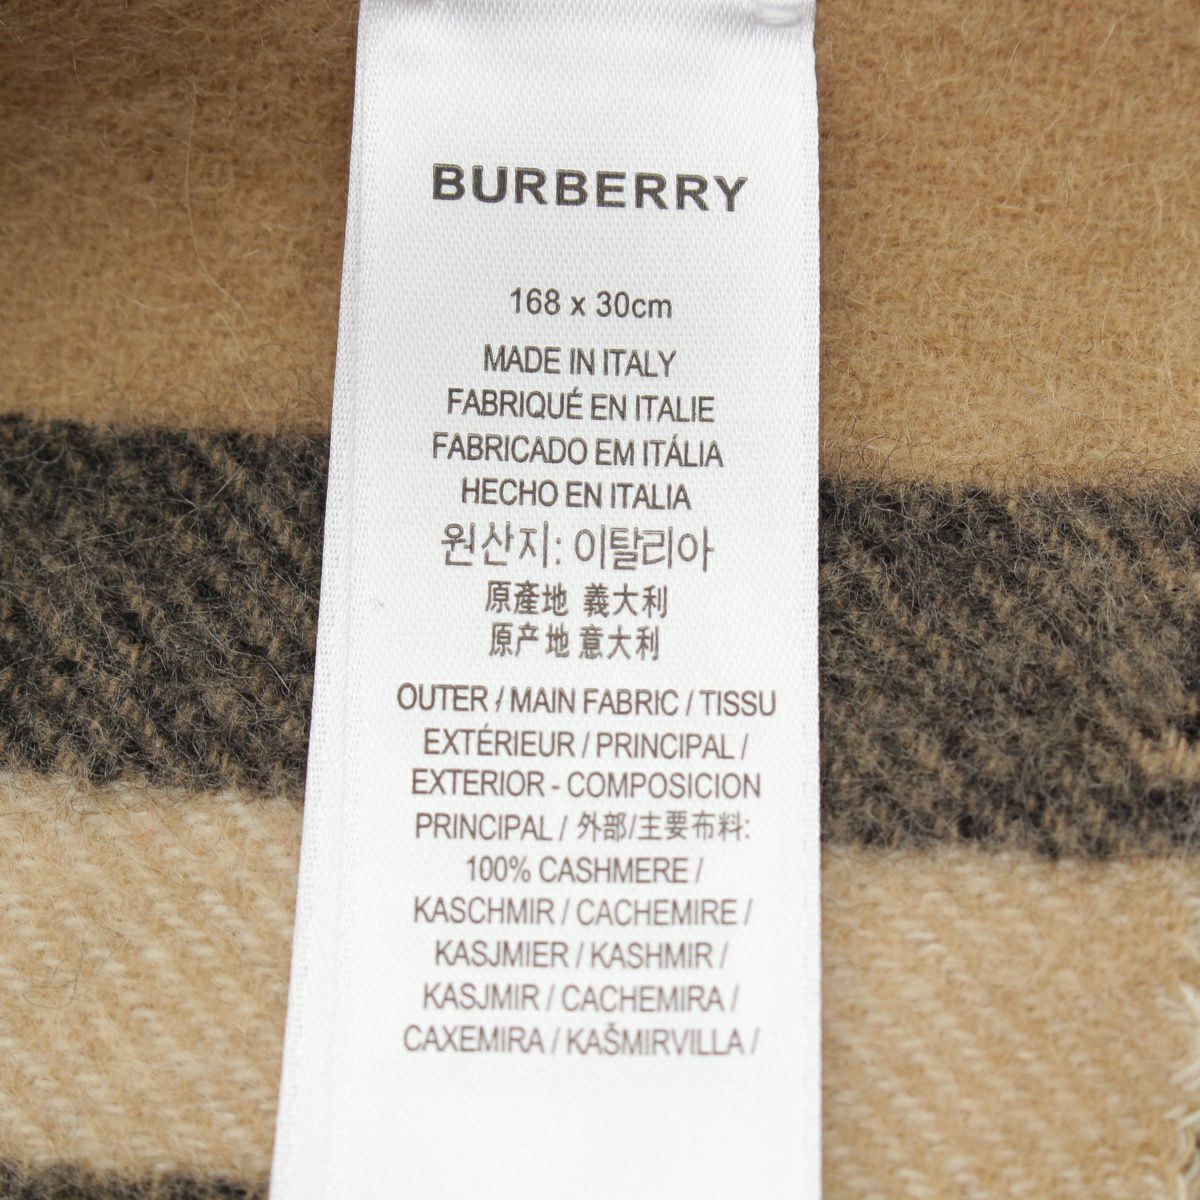 BURBERRY
168 x 30cm
MADE IN ITALY
FABRIQUÉ EN ITALIE
FABRICADO EM ITÁLIA
HECHO EN ITALIA
원산지: 이탈리아
原產地 義大利
原产地 意大利
OUTER / MAIN FABRIC / TISSU
EXTÉRIEUR / PRINCIPAL /
EXTERIOR - COMPOSICION
PRINCIPAL / 外部/主要布料:
100% CASHMERE /
KASCHMIR / CACHEMIRE /
KASJMIER / KASHMIR /
KASJMIR / CACHEMIRA /
CAXEMIRA / KAŠMIRVILLA /